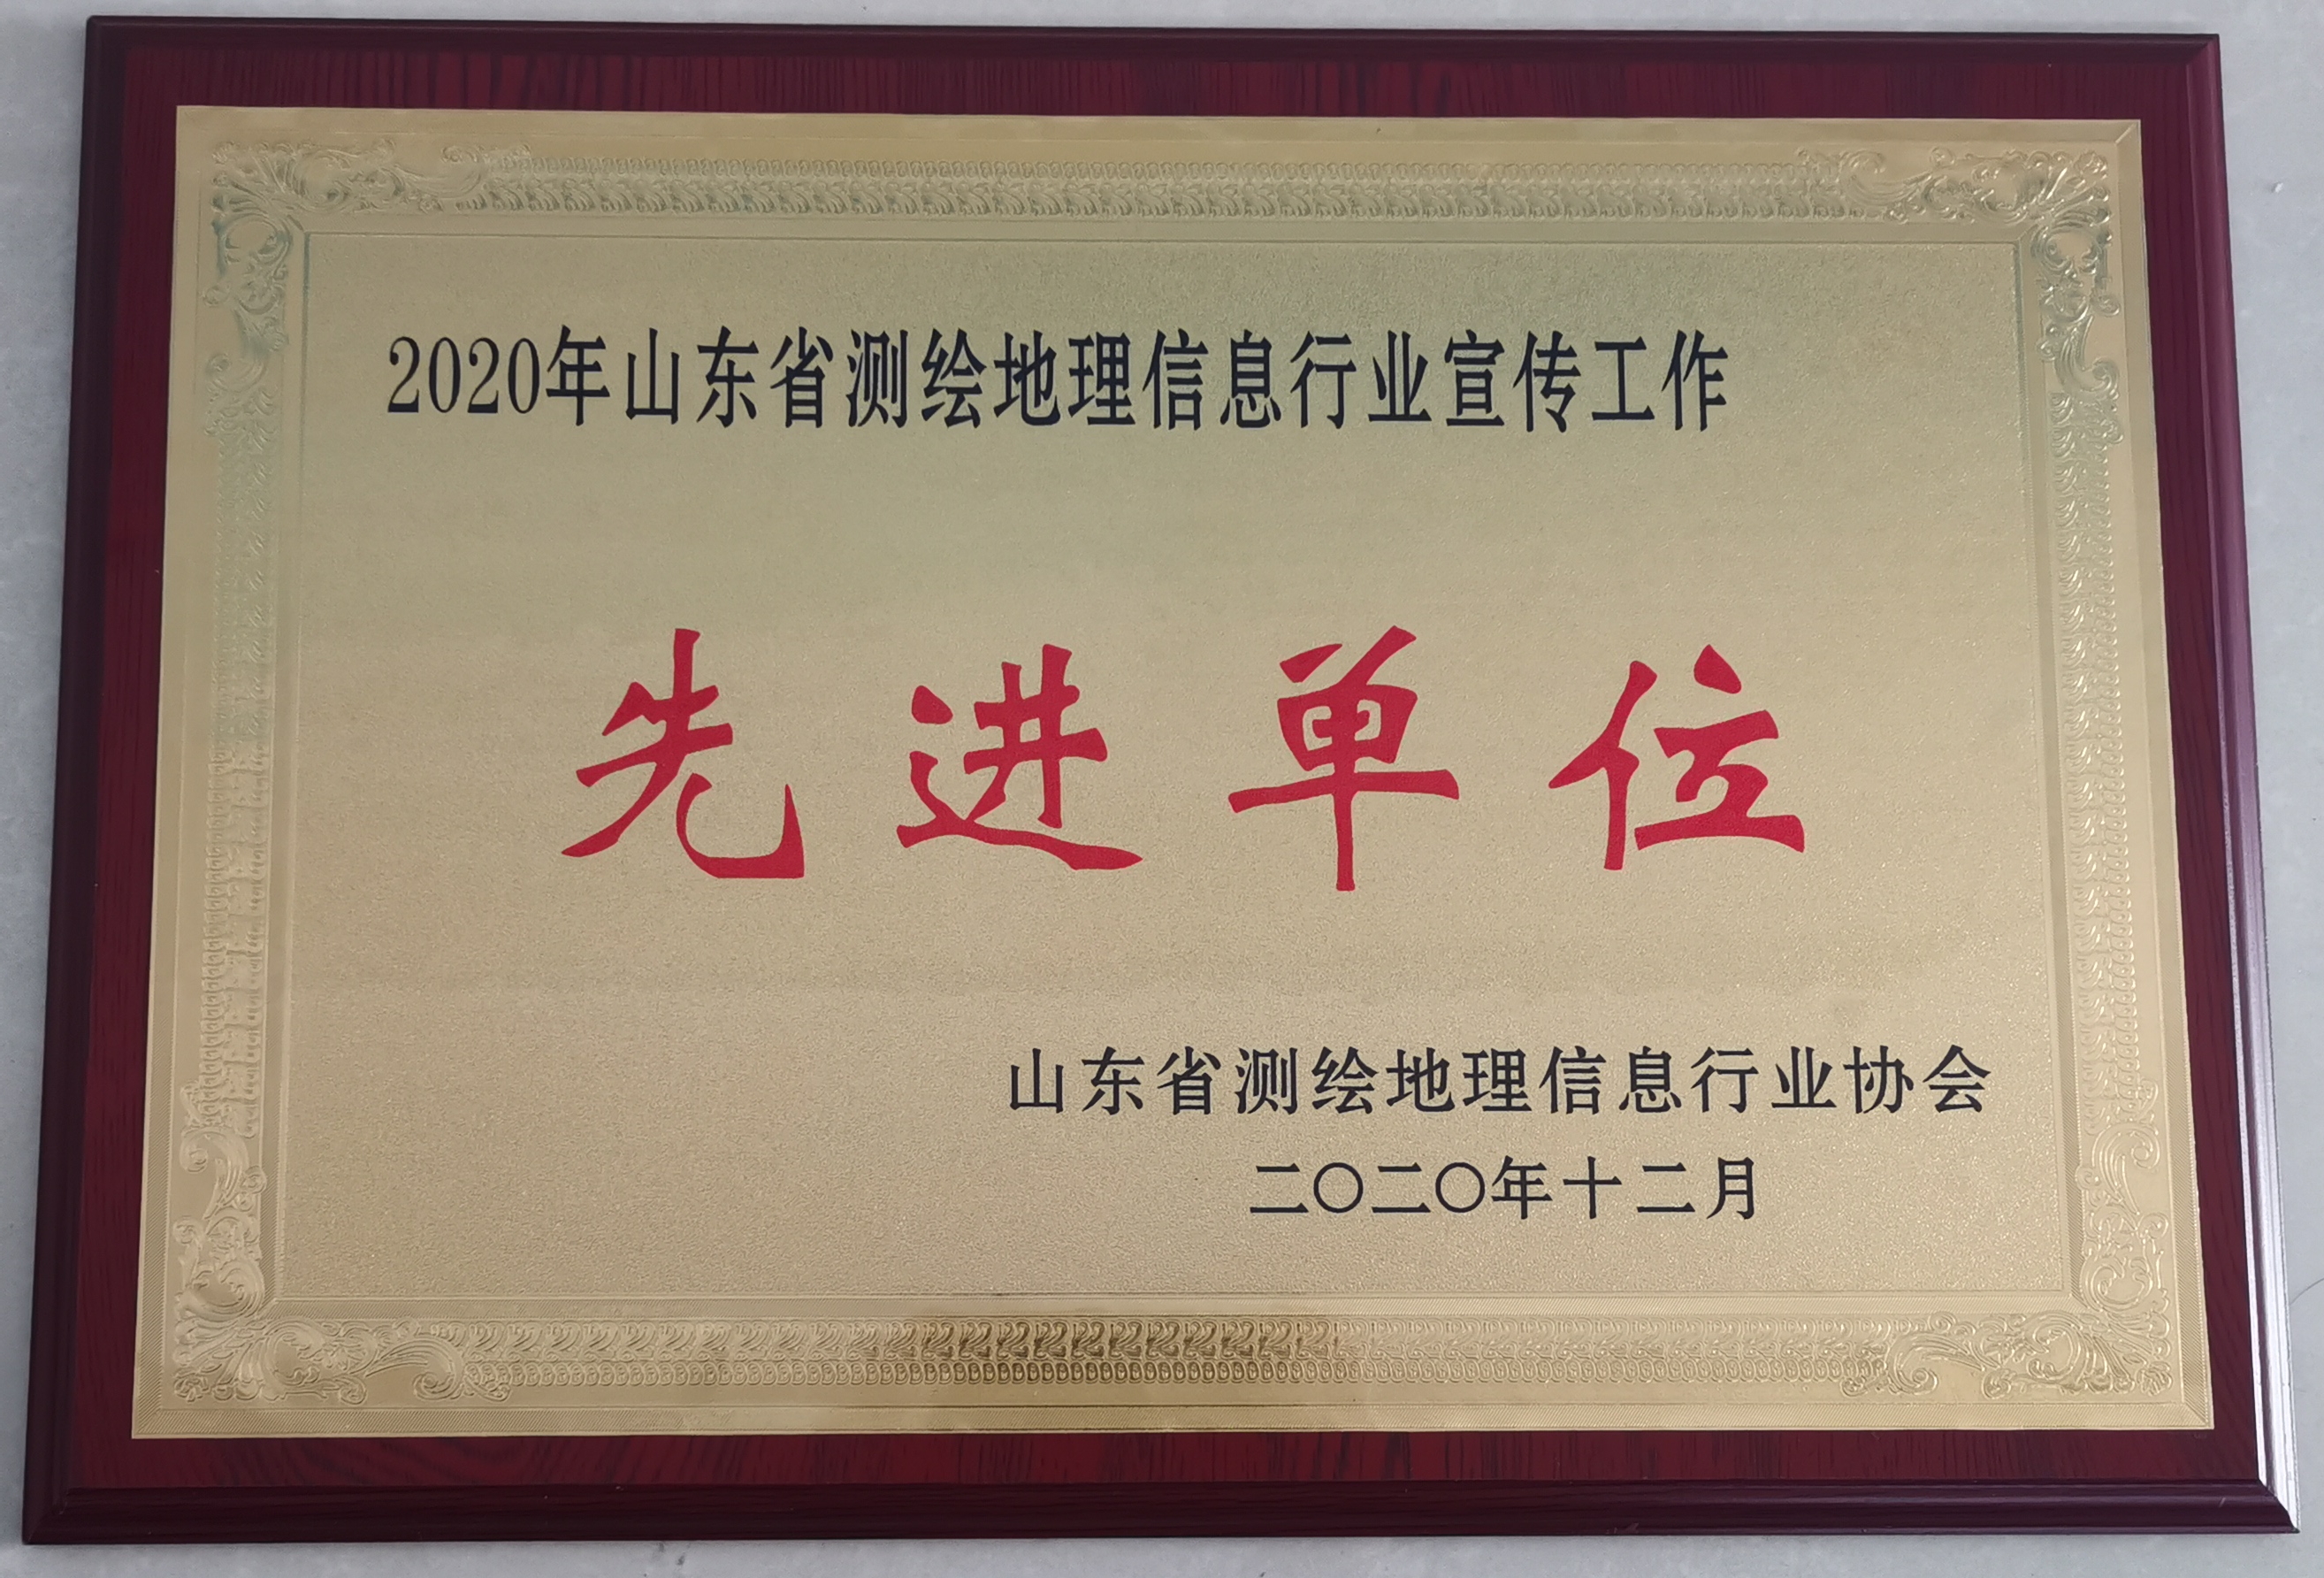 2020年山东省测绘地理信息行业宣传工作
先进单位
山东省测绘地理信息行业协会
二〇二〇年十二月